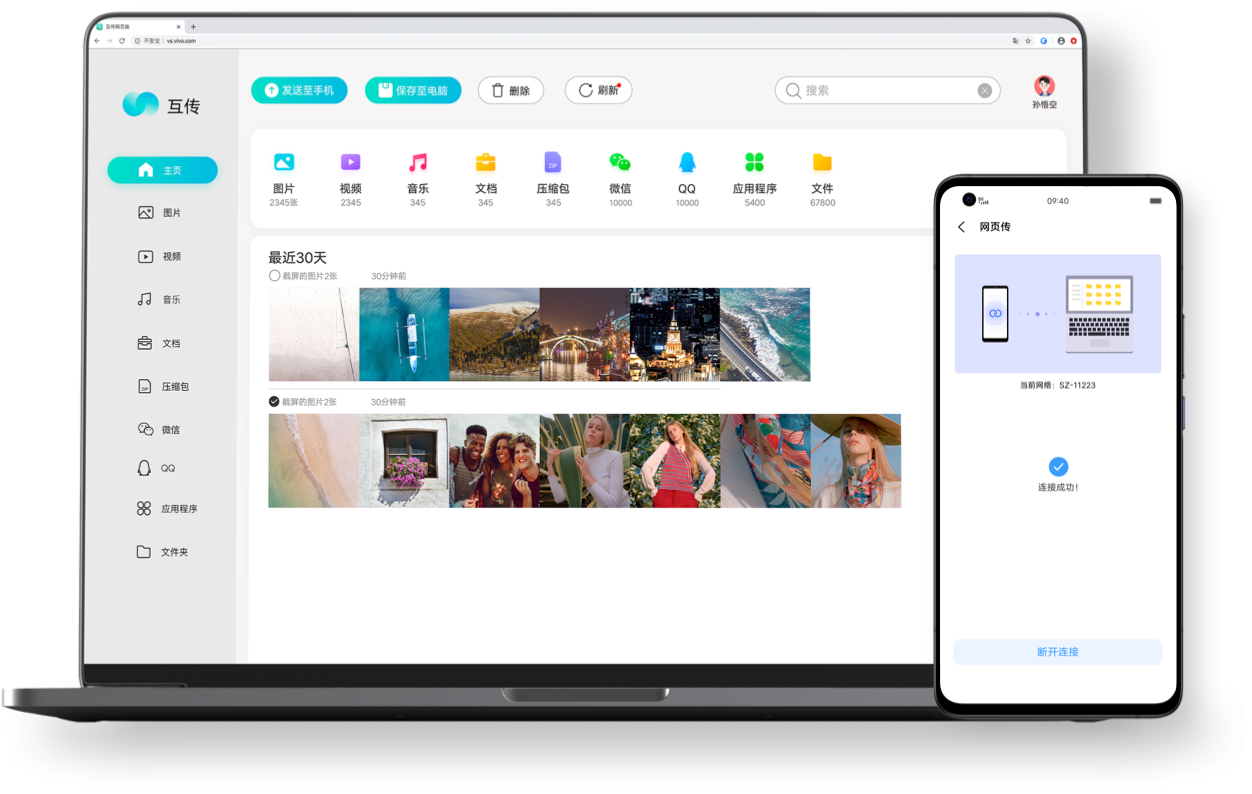 互传网页版
不安全 vs.vivo.com
互传
发送至手机
保存至电脑
删除
刷新
搜索
孙悟空
主页
图片
视频
音乐
文档
压缩包
微信
QQ
应用程序
文件夹
图片 视频 音乐 文档 压缩包 微信 QQ 应用程序 文件
2345张 2345 345 345 345 10000 10000 5400 67800
ZIP
ZIP
最近30天
截屏的图片2张 30分钟前
截屏的图片2张 30分钟前
09:40
网页传
当前网络：SZ-11223
连接成功!
断开连接